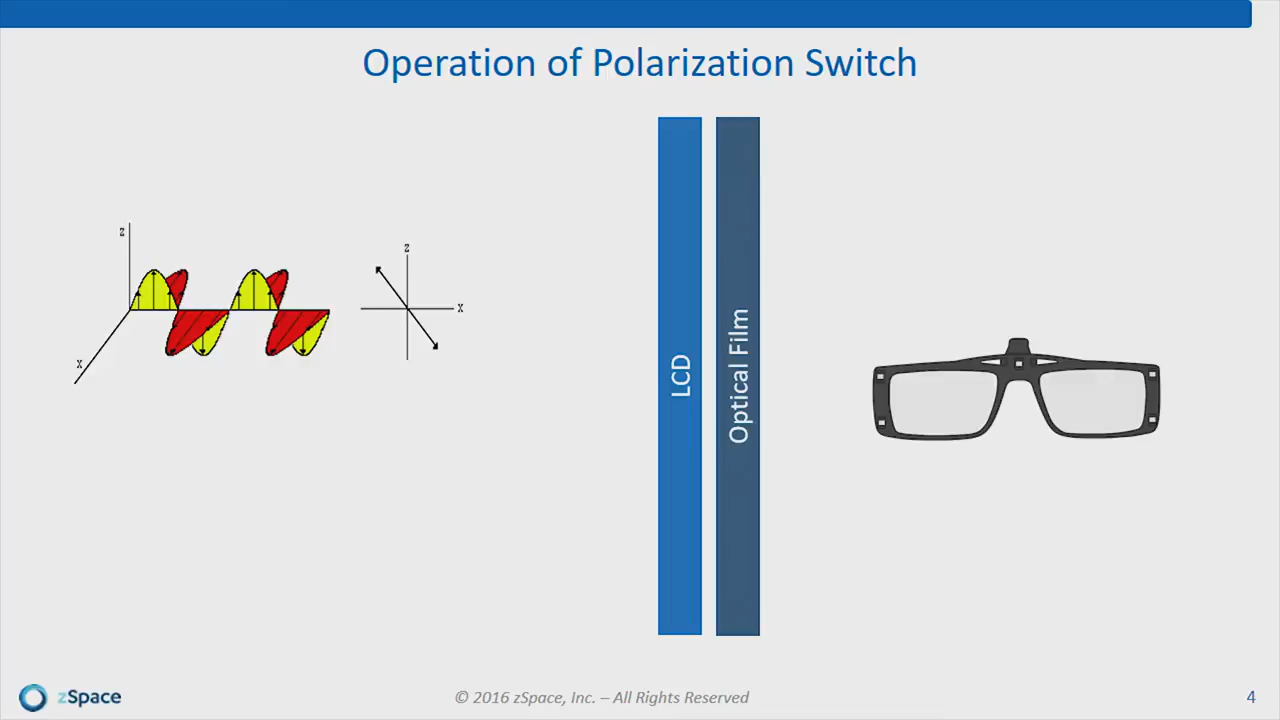 Operation of Polarization Switch
z
x
z
x
LCD
Optical Film
zSpace
© 2016 zSpace, Inc. – All Rights Reserved
4